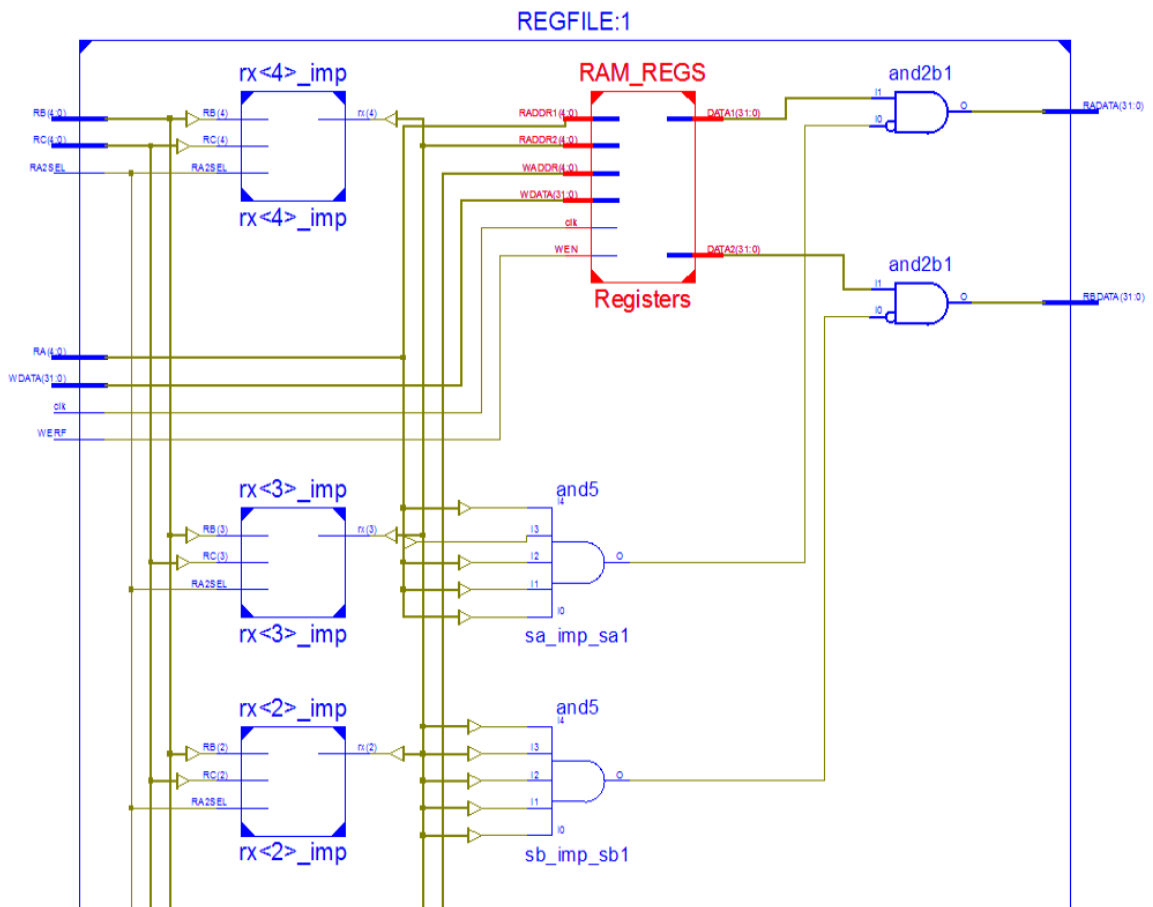 REGFILE:1
rx<4>_imp
RB(4:0)
RC(4:0)
RA2SEL
RB(4)
RC(4)
RA2SEL
rx(4)
rx<4>_imp
RAM_REGS
RADDR1(4:0)
RADDR2(4:0)
WADDR(4:0)
WDATA(31:0)
clk
WEN
DATA1(31:0)
DATA2(31:0)
Registers
and2b1
I1
I0
O
RADATA(31:0)
and2b1
I1
I0
O
RBDATA(31:0)
RA(4:0)
WDATA(31:0)
clk
WERF
rx<3>_imp
RB(3)
RC(3)
RA2SEL
rx(3)
rx<3>_imp
and5
I4
I3
I2
I1
I0
O
sa_imp_sa1
rx<2>_imp
RB(2)
RC(2)
RA2SEL
rx(2)
rx<2>_imp
and5
I4
I3
I2
I1
I0
O
sb_imp_sb1